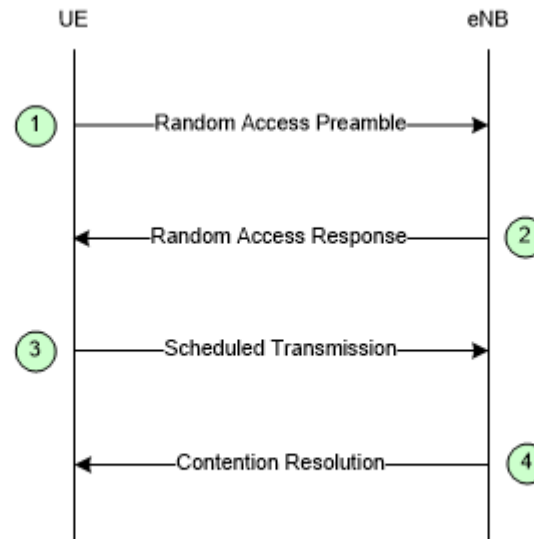 UE eNB
1 Random Access Preamble
Random Access Response 2
3 Scheduled Transmission
Contention Resolution 4